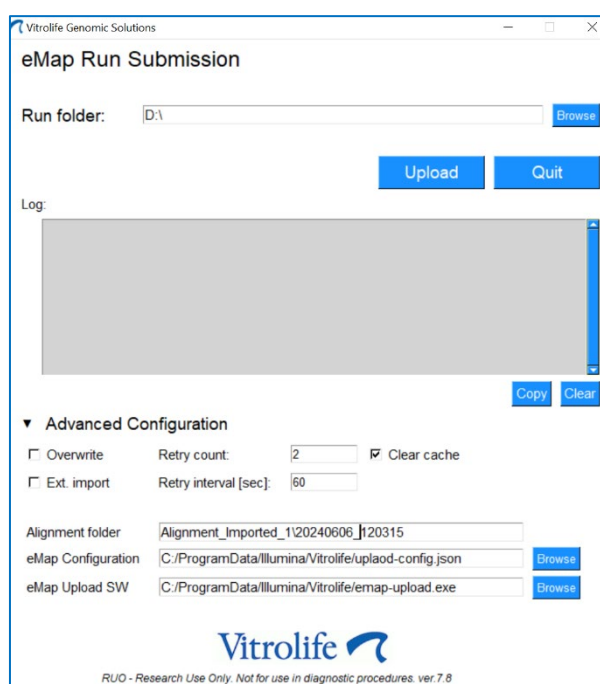 Vitrolife Genomic Solutions
eMap Run Submission
Run folder: D:\ Browse
Upload Quit
Log:
Copy Clear
Advanced Configuration
Overwrite Retry count: 2 Clear cache
Ext. import Retry interval [sec]: 60
Alignment folder Alignment_Imported_1\20240606_120315
eMap Configuration C:/ProgramData/Illumina/Vitrolife/uplaod-config.json Browse
eMap Upload SW C:/ProgramData/Illumina/Vitrolife/emap-upload.exe Browse
Vitrolife
RUO - Research Use Only. Not for use in diagnostic procedures. ver.7.8